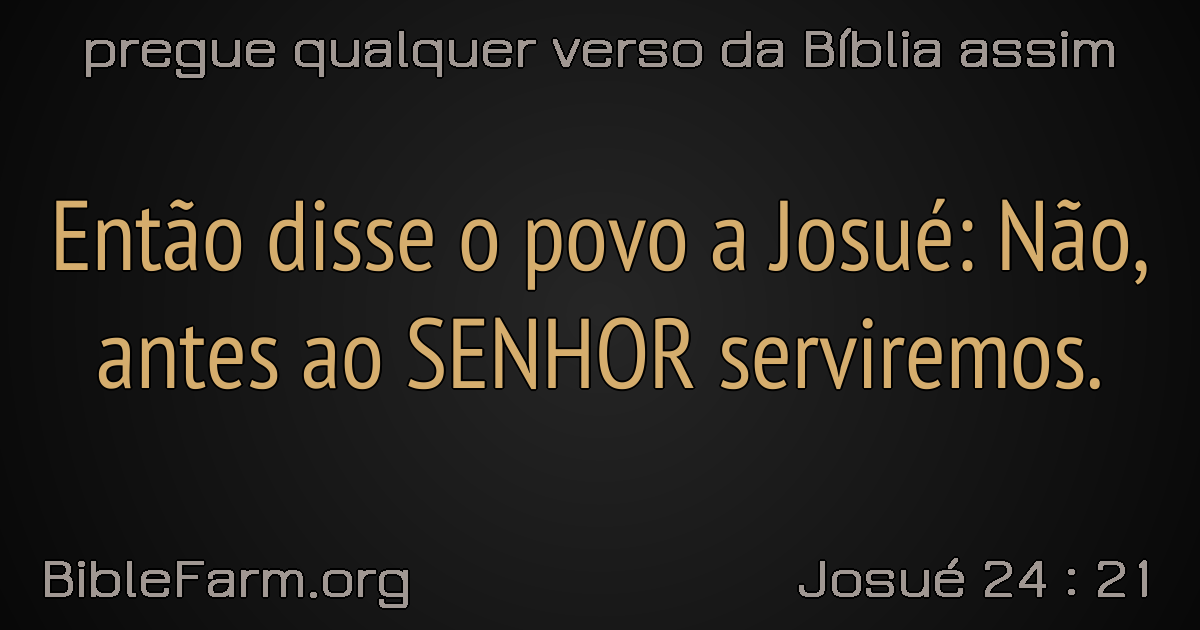 pregue qualquer verso da Bíblia assim
Então disse o povo a Josué: Não,
antes ao SENHOR serviremos.
BibleFarm.org
Josué 24 : 21